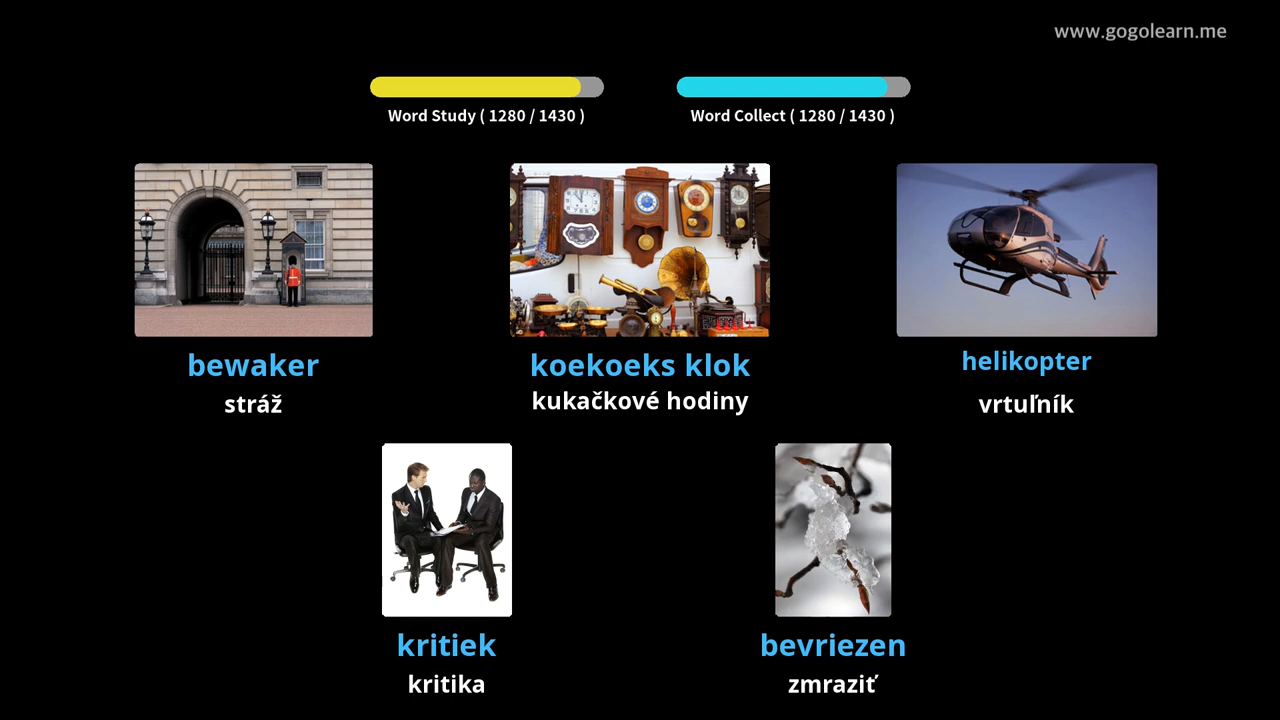 www.gogolearn.me
Word Study ( 1280 / 1430 )
Word Collect ( 1280 / 1430 )
bewaker
stráž
koekoeks klok
kukačkové hodiny
helikopter
vrtuľník
kritiek
kritika
bevriezen
zmraziť